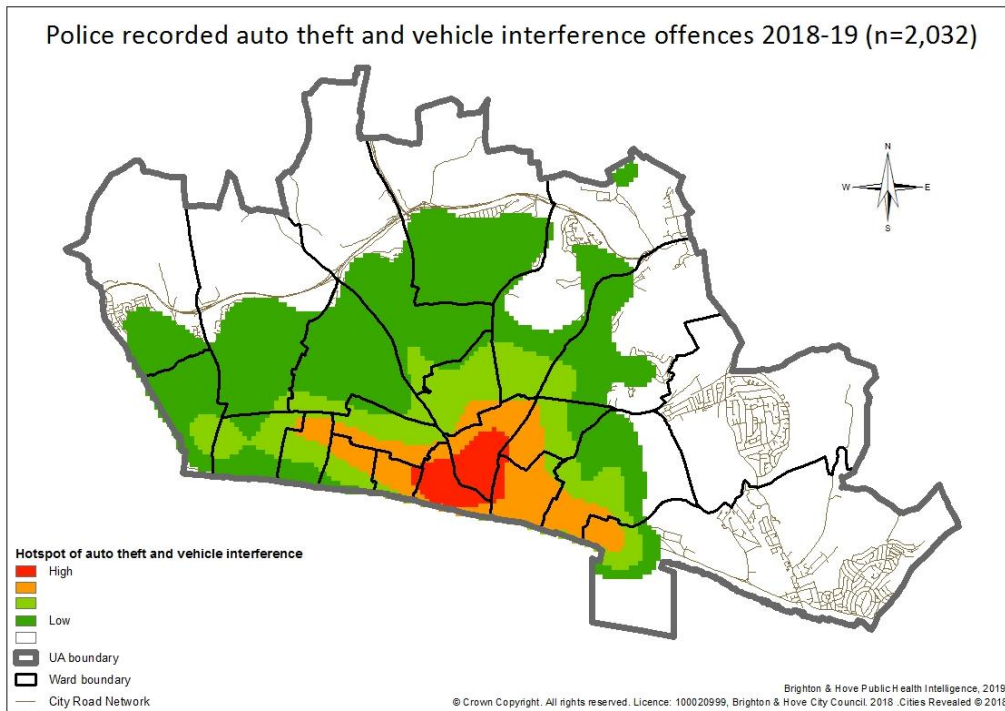 Police recorded auto theft and vehicle interference offences 2018-19 (n=2,032)
N
W E
S
Hotspot of auto theft and vehicle interference
High
Low
UA boundary
Ward boundary
City Road Network
Brighton & Hove Public Health Intelligence, 2019
© Crown Copyright. All rights reserved. Licence: 100020999, Brighton & Hove City Council. 2018 .Cities Revealed © 2018